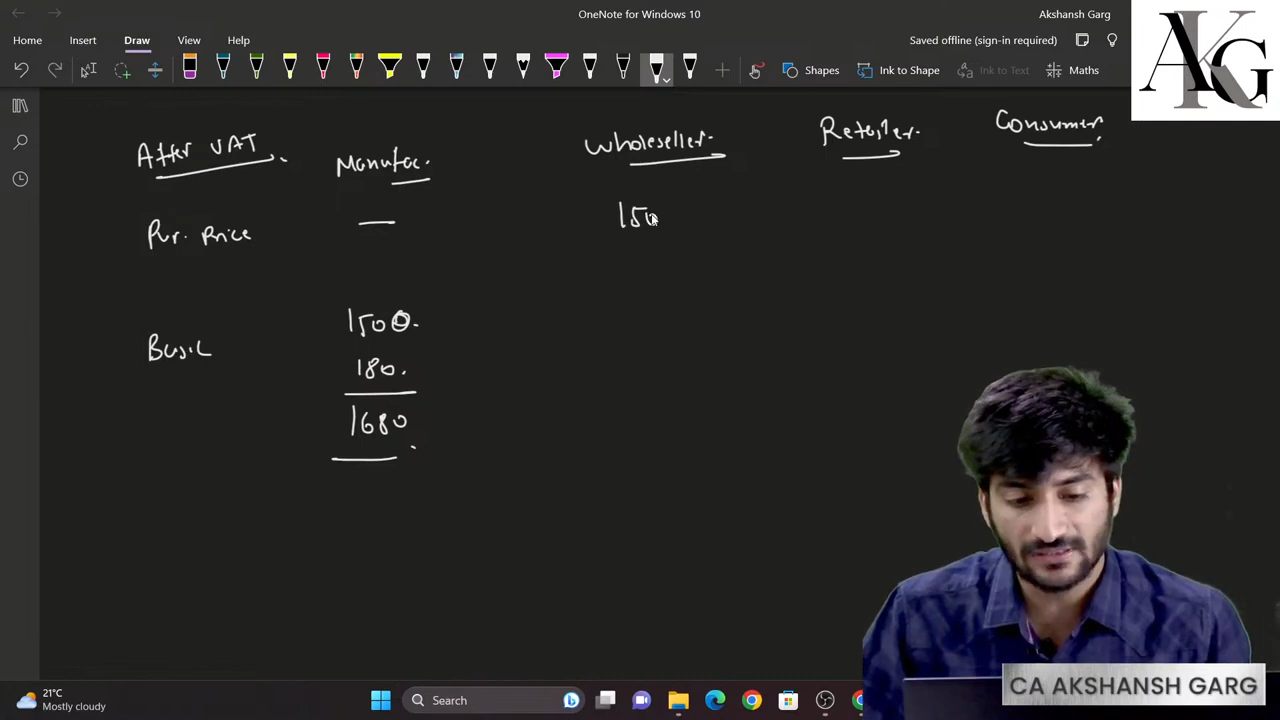 OneNote for Windows 10
Akshansh Garg
Home Insert Draw View Help
Saved offline (sign-in required)
Shapes
Ink to Shape
Ink to Text
Maths
AKG
After VAT. Manufac. Wholeseller. Retailer. Consumer.
Pur. Price — 150
Basic 1500.
180.
1680
CA AKSHANSH GARG
21°C
Mostly cloudy
Search